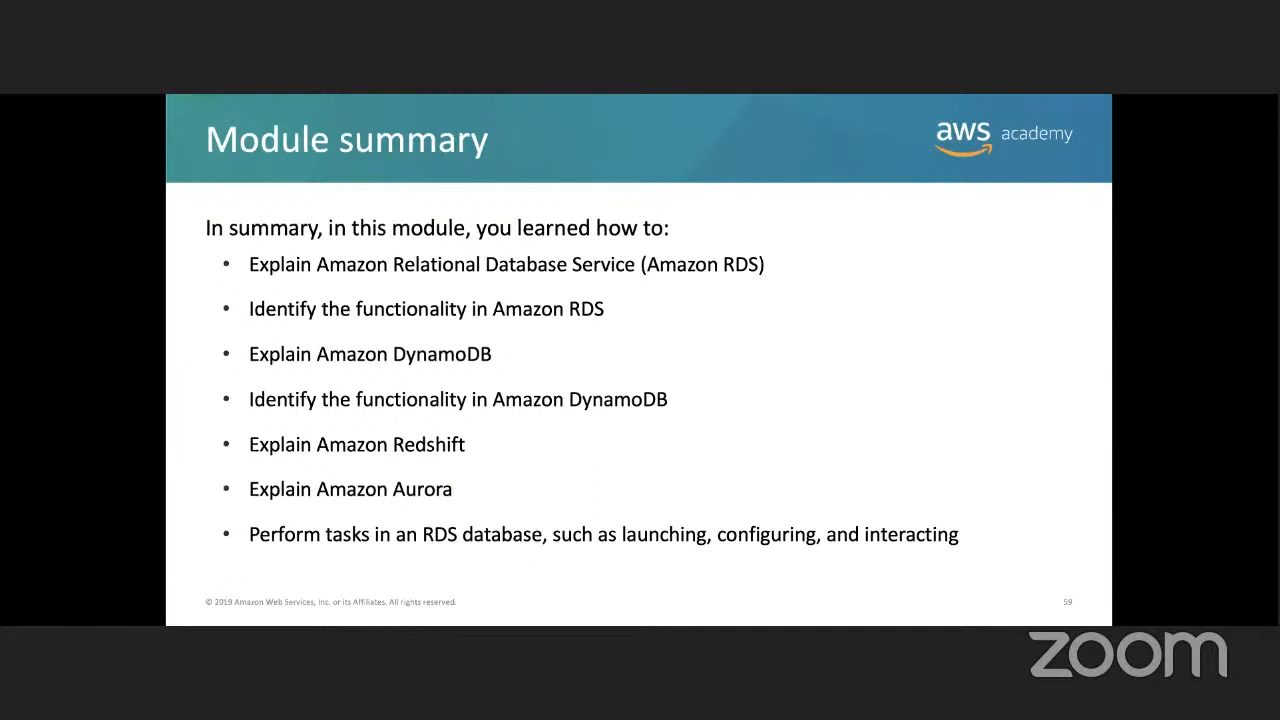 Module summary
aws academy
In summary, in this module, you learned how to:
• Explain Amazon Relational Database Service (Amazon RDS)
• Identify the functionality in Amazon RDS
• Explain Amazon DynamoDB
• Identify the functionality in Amazon DynamoDB
• Explain Amazon Redshift
• Explain Amazon Aurora
• Perform tasks in an RDS database, such as launching, configuring, and interacting
© 2019 Amazon Web Services, Inc. or its Affiliates. All rights reserved.
59
zoom